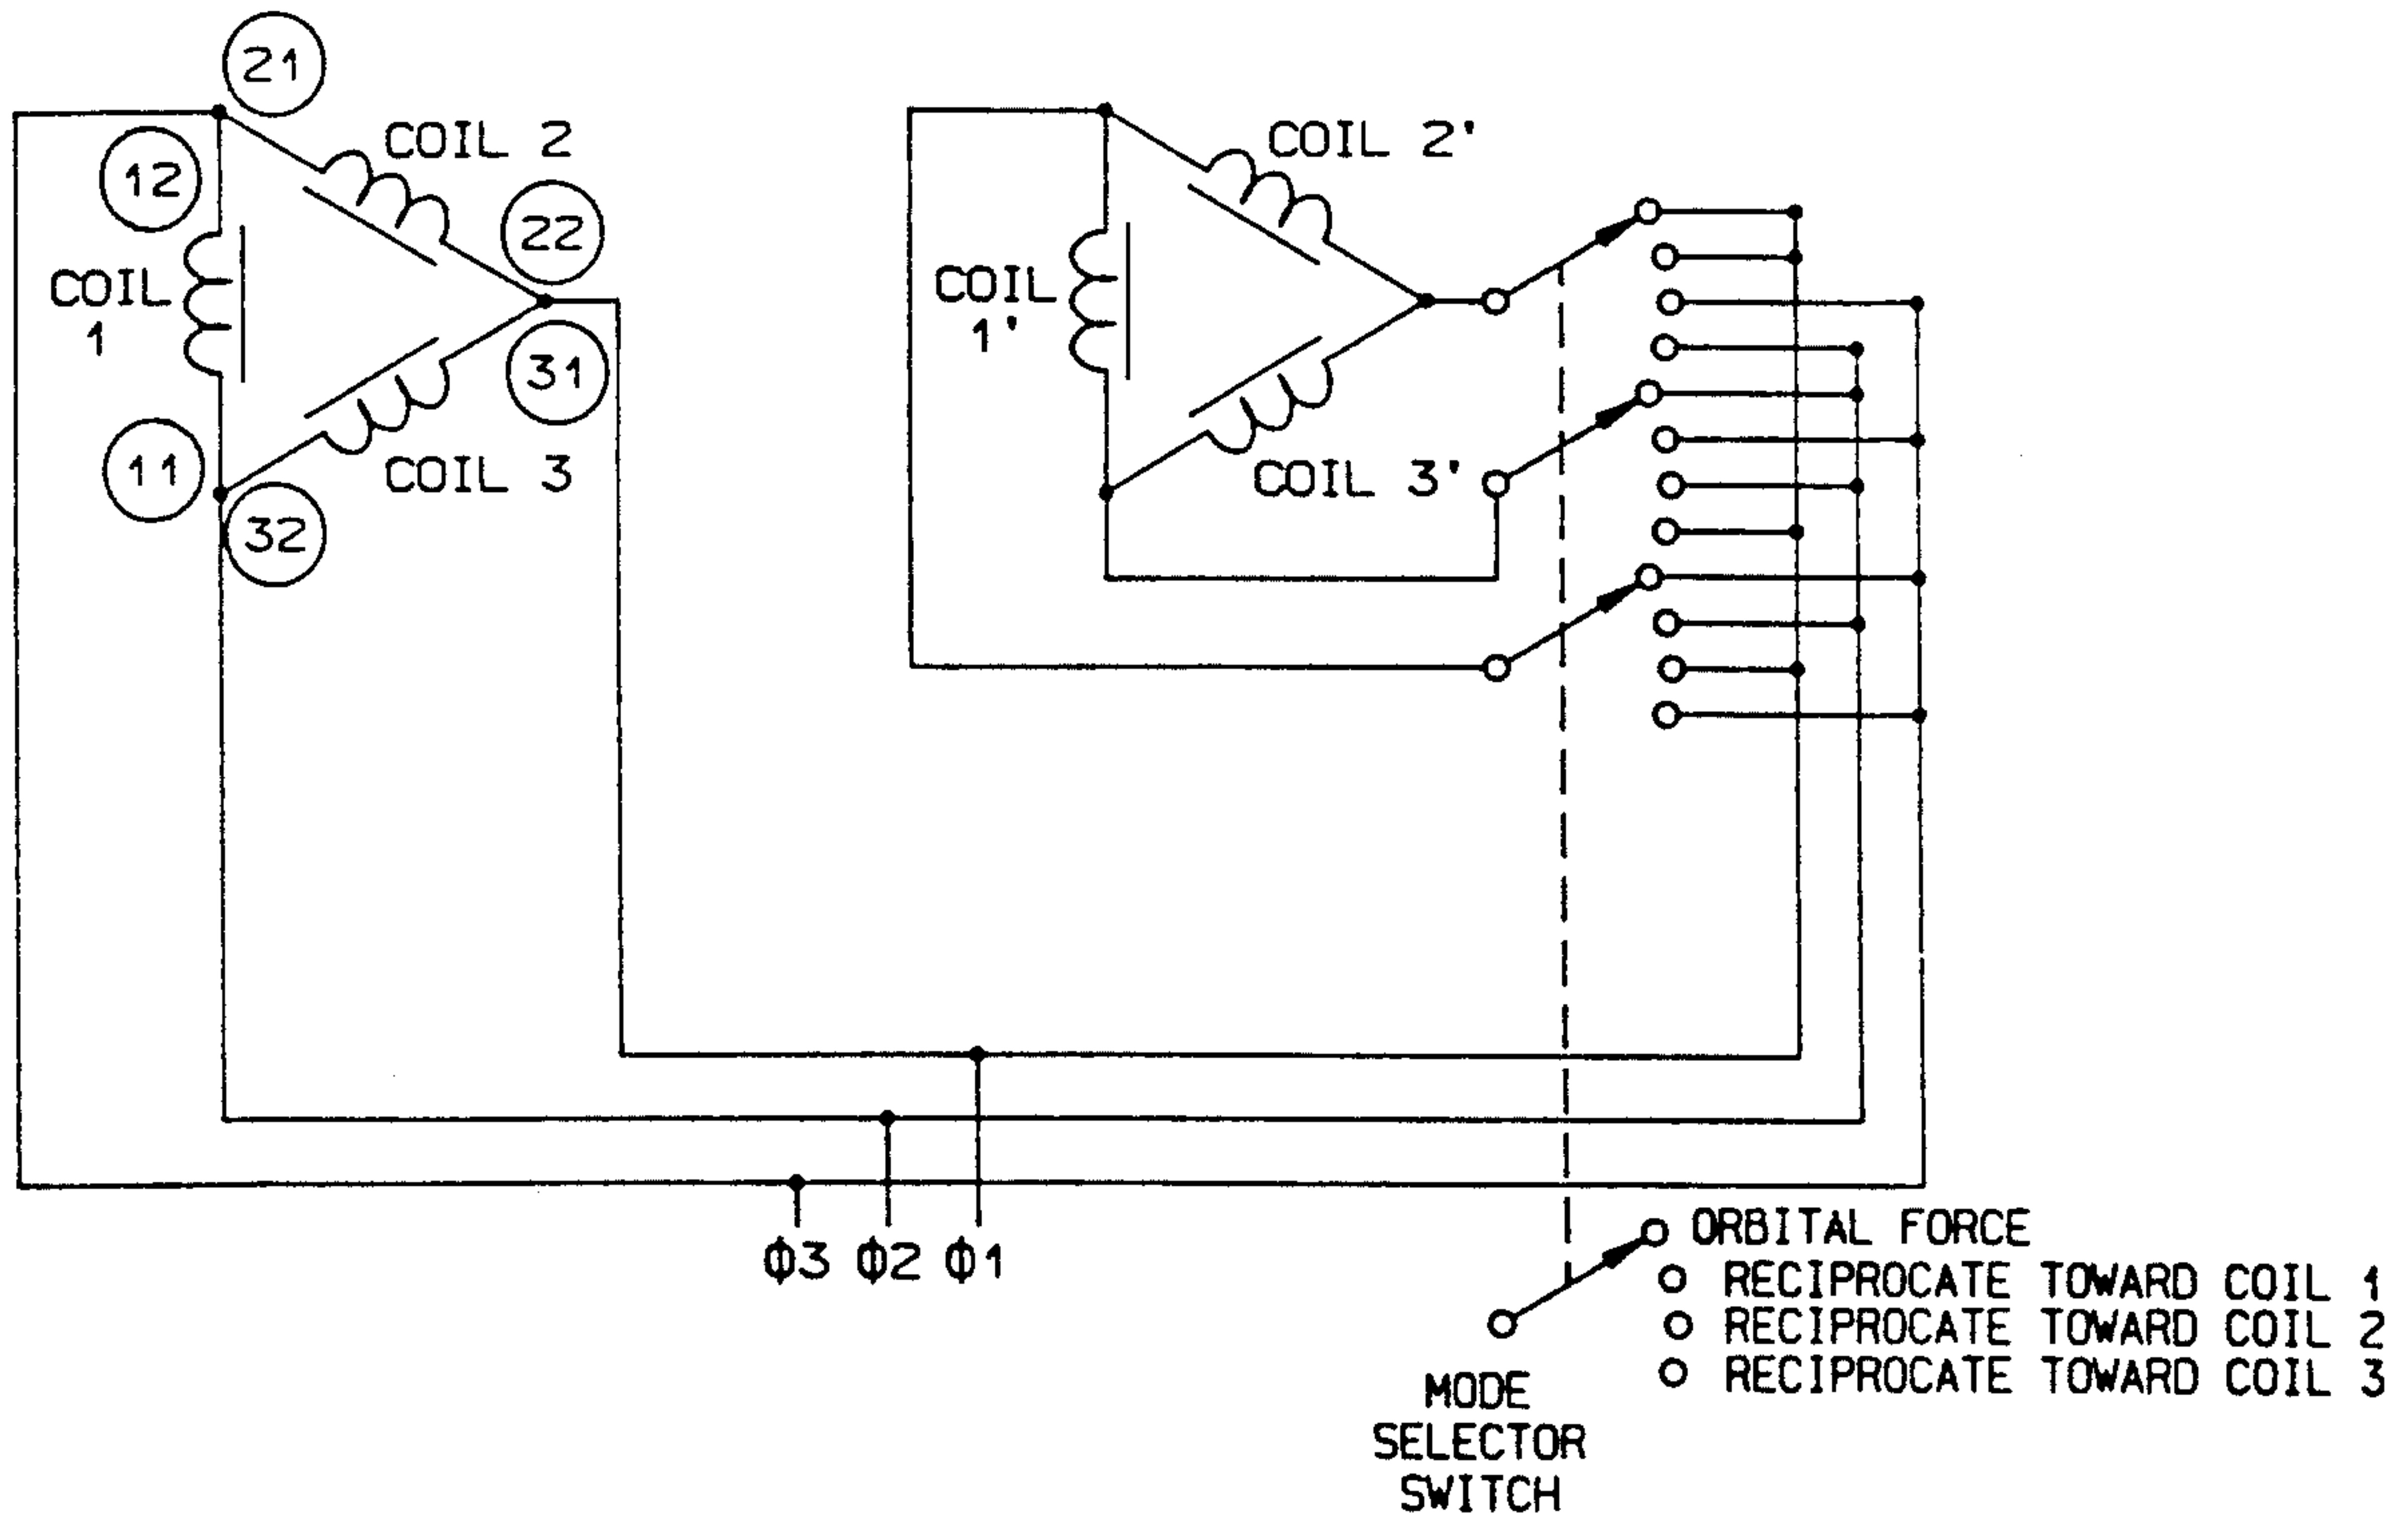 21
COIL 2
12
22
COIL
1
31
11
COIL 3
32
COIL 2'
COIL
1'
COIL 3'
Φ3 Φ2 Φ1
ORBITAL FORCE
RECIPROCATE TOWARD COIL 1
RECIPROCATE TOWARD COIL 2
RECIPROCATE TOWARD COIL 3
MODE
SELECTOR
SWITCH